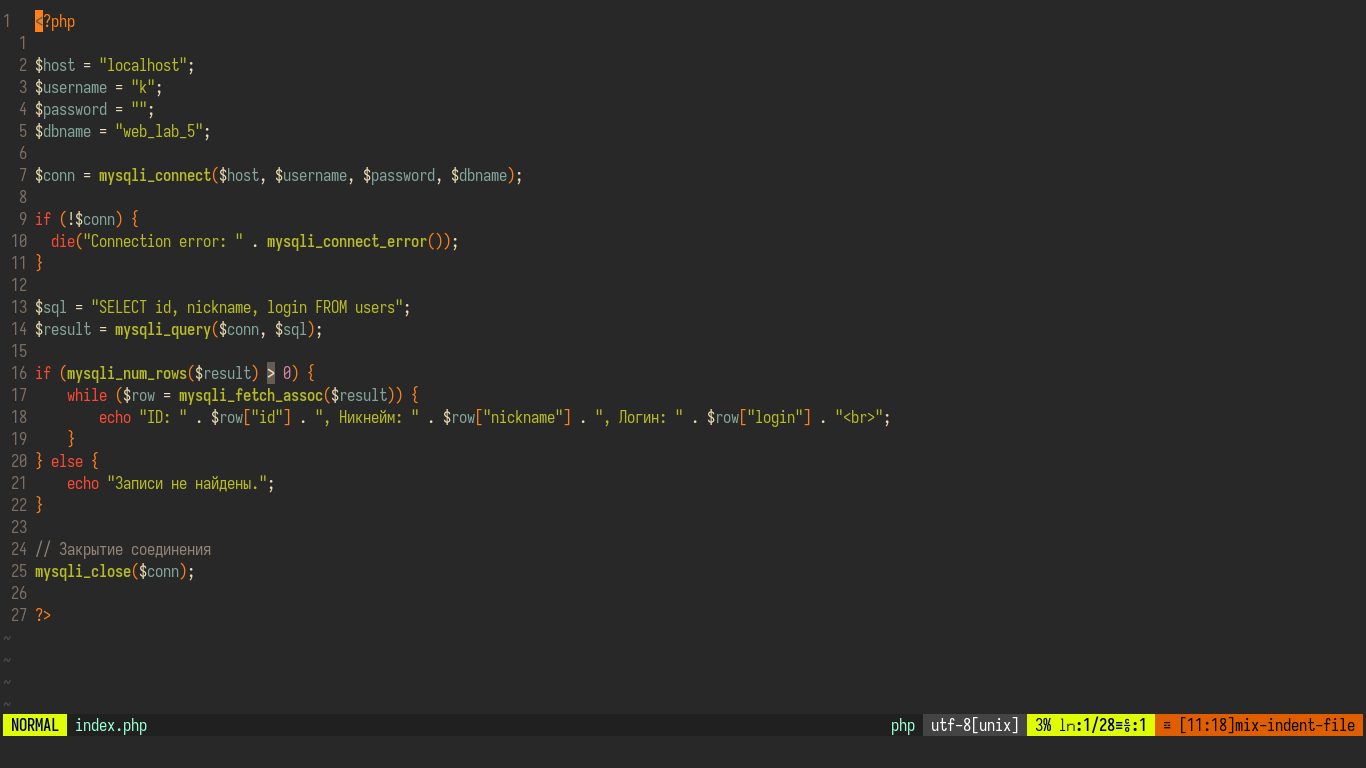 1   <?php
  1
  2 $host = "localhost";
  3 $username = "k";
  4 $password = "";
  5 $dbname = "web_lab_5";
  6
  7 $conn = mysqli_connect($host, $username, $password, $dbname);
  8
  9 if (!$conn) {
 10   die("Connection error: " . mysqli_connect_error());
 11 }
 12
 13 $sql = "SELECT id, nickname, login FROM users";
 14 $result = mysqli_query($conn, $sql);
 15
 16 if (mysqli_num_rows($result) > 0) {
 17     while ($row = mysqli_fetch_assoc($result)) {
 18         echo "ID: " . $row["id"] . ", Никнейм: " . $row["nickname"] . ", Логин: " . $row["login"] . "<br>";
 19     }
 20 } else {
 21     echo "Записи не найдены.";
 22 }
 23
 24 // Закрытие соединения
 25 mysqli_close($conn);
 26
 27 ?>
~
~
~
~
NORMAL index.php php utf-8[unix] 3% ㏑:1/28≡℅:1 Ξ [11:18]mix-indent-file